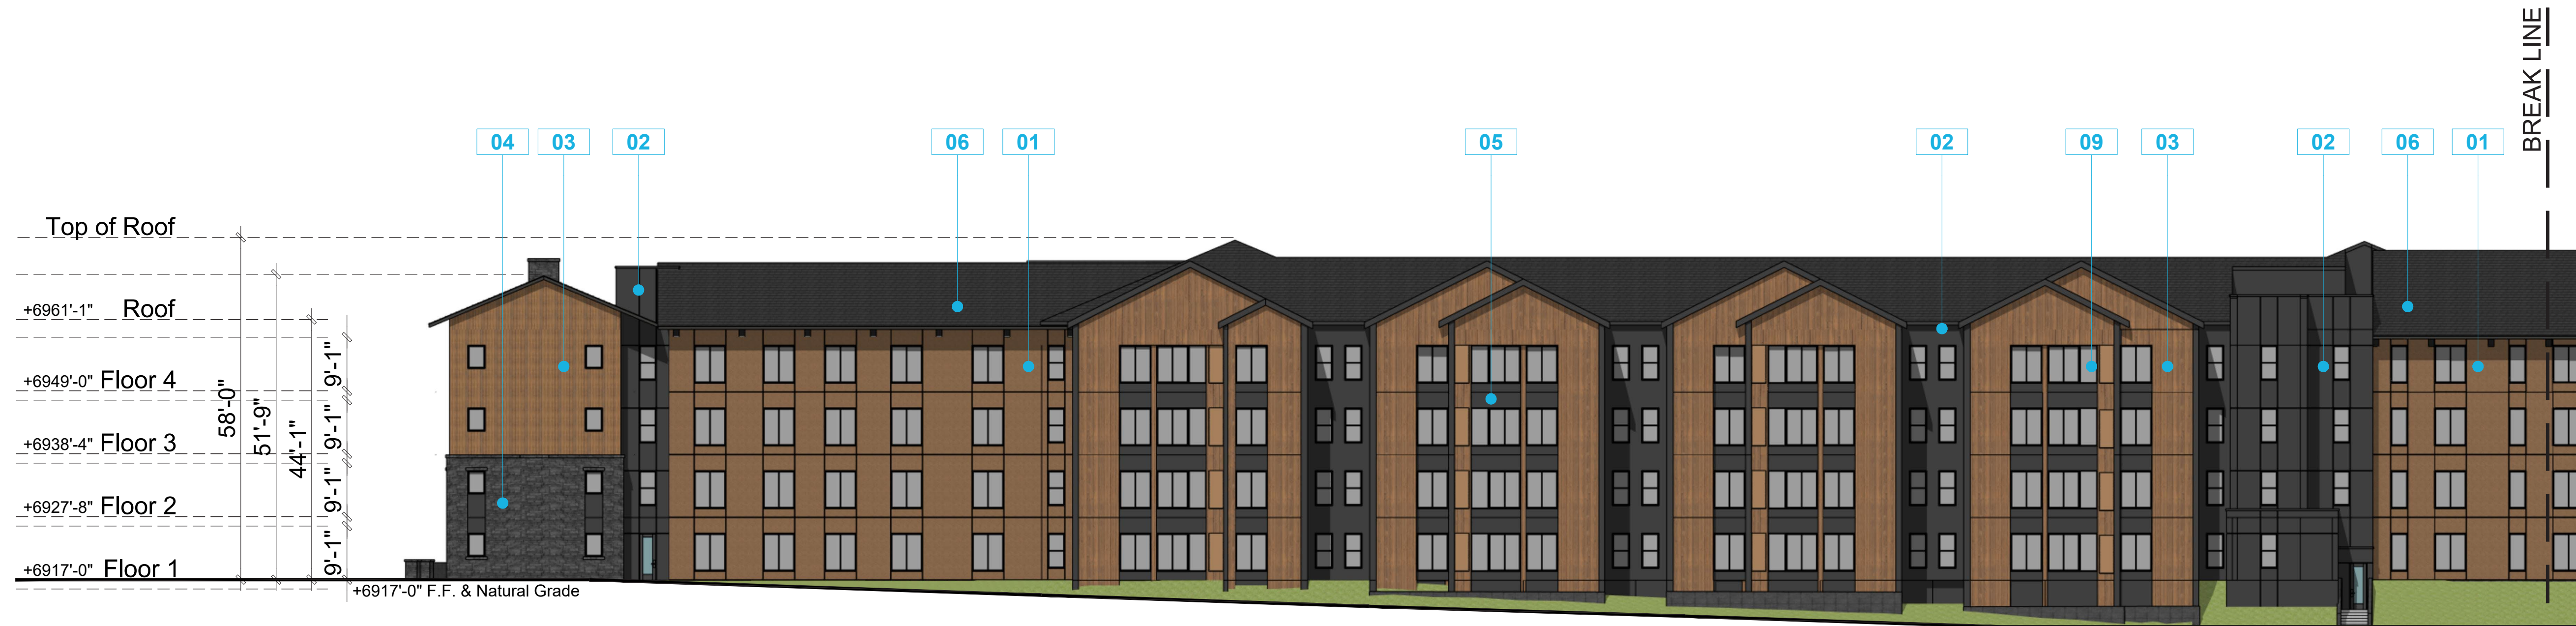 BREAK LINE
04 03 02 06 01 05 02 09 03 02 06 01
Top of Roof
+6961'-1" Roof
+6949'-0" Floor 4
+6938'-4" Floor 3
+6927'-8" Floor 2
+6917'-0" Floor 1
58'-0"
51'-9"
44'-1"
9'-1"
9'-1"
9'-1"
9'-1"
+6917'-0" F.F. & Natural Grade